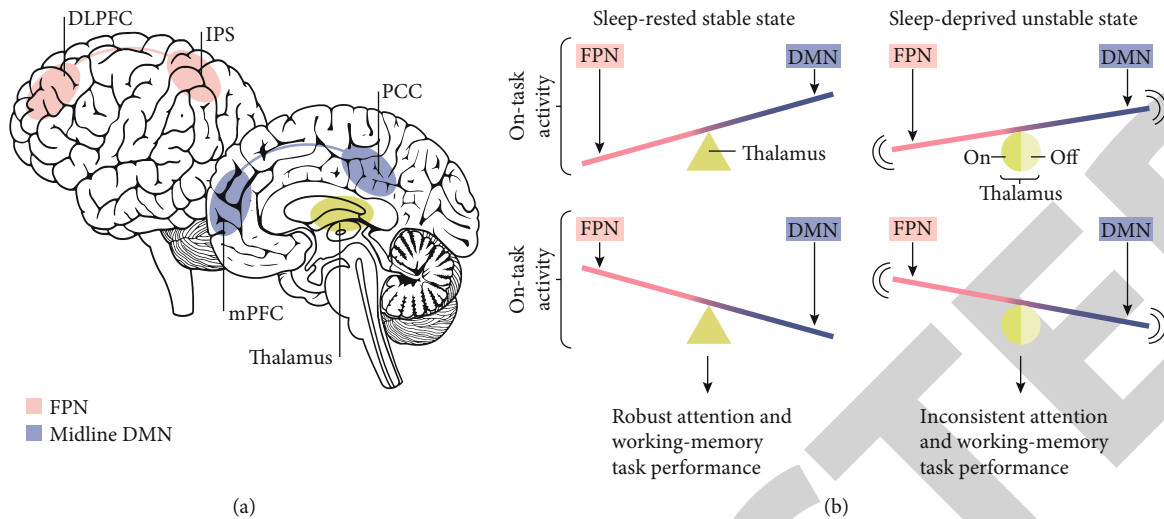 DLPFC
IPS
PCC
mPFC
Thalamus
FPN
Midline DMN
(a)
Sleep-rested stable state
Sleep-deprived unstable state
On-task
activity
FPN
DMN
Thalamus
FPN
DMN
On
Off
Thalamus
On-task
activity
FPN
DMN
FPN
DMN
Robust attention and
working-memory
task performance
Inconsistent attention
and working-memory
task performance
(b)